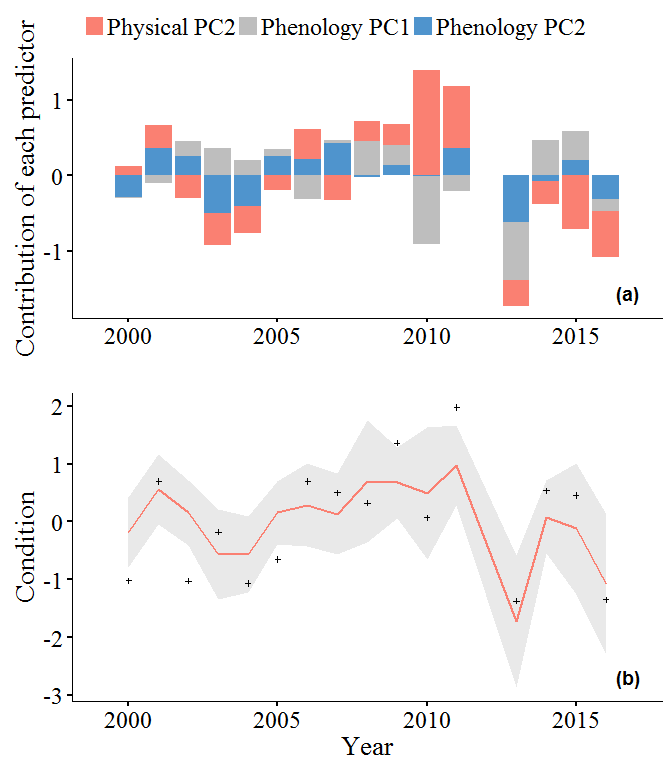 Physical PC2 Phenology PC1 Phenology PC2
Contribution of each predictor
1
0
-1
(a)
2000 2005 2010 2015
Condition
2
1
0
-1
-2
-3
(b)
2000 2005 2010 2015
Year